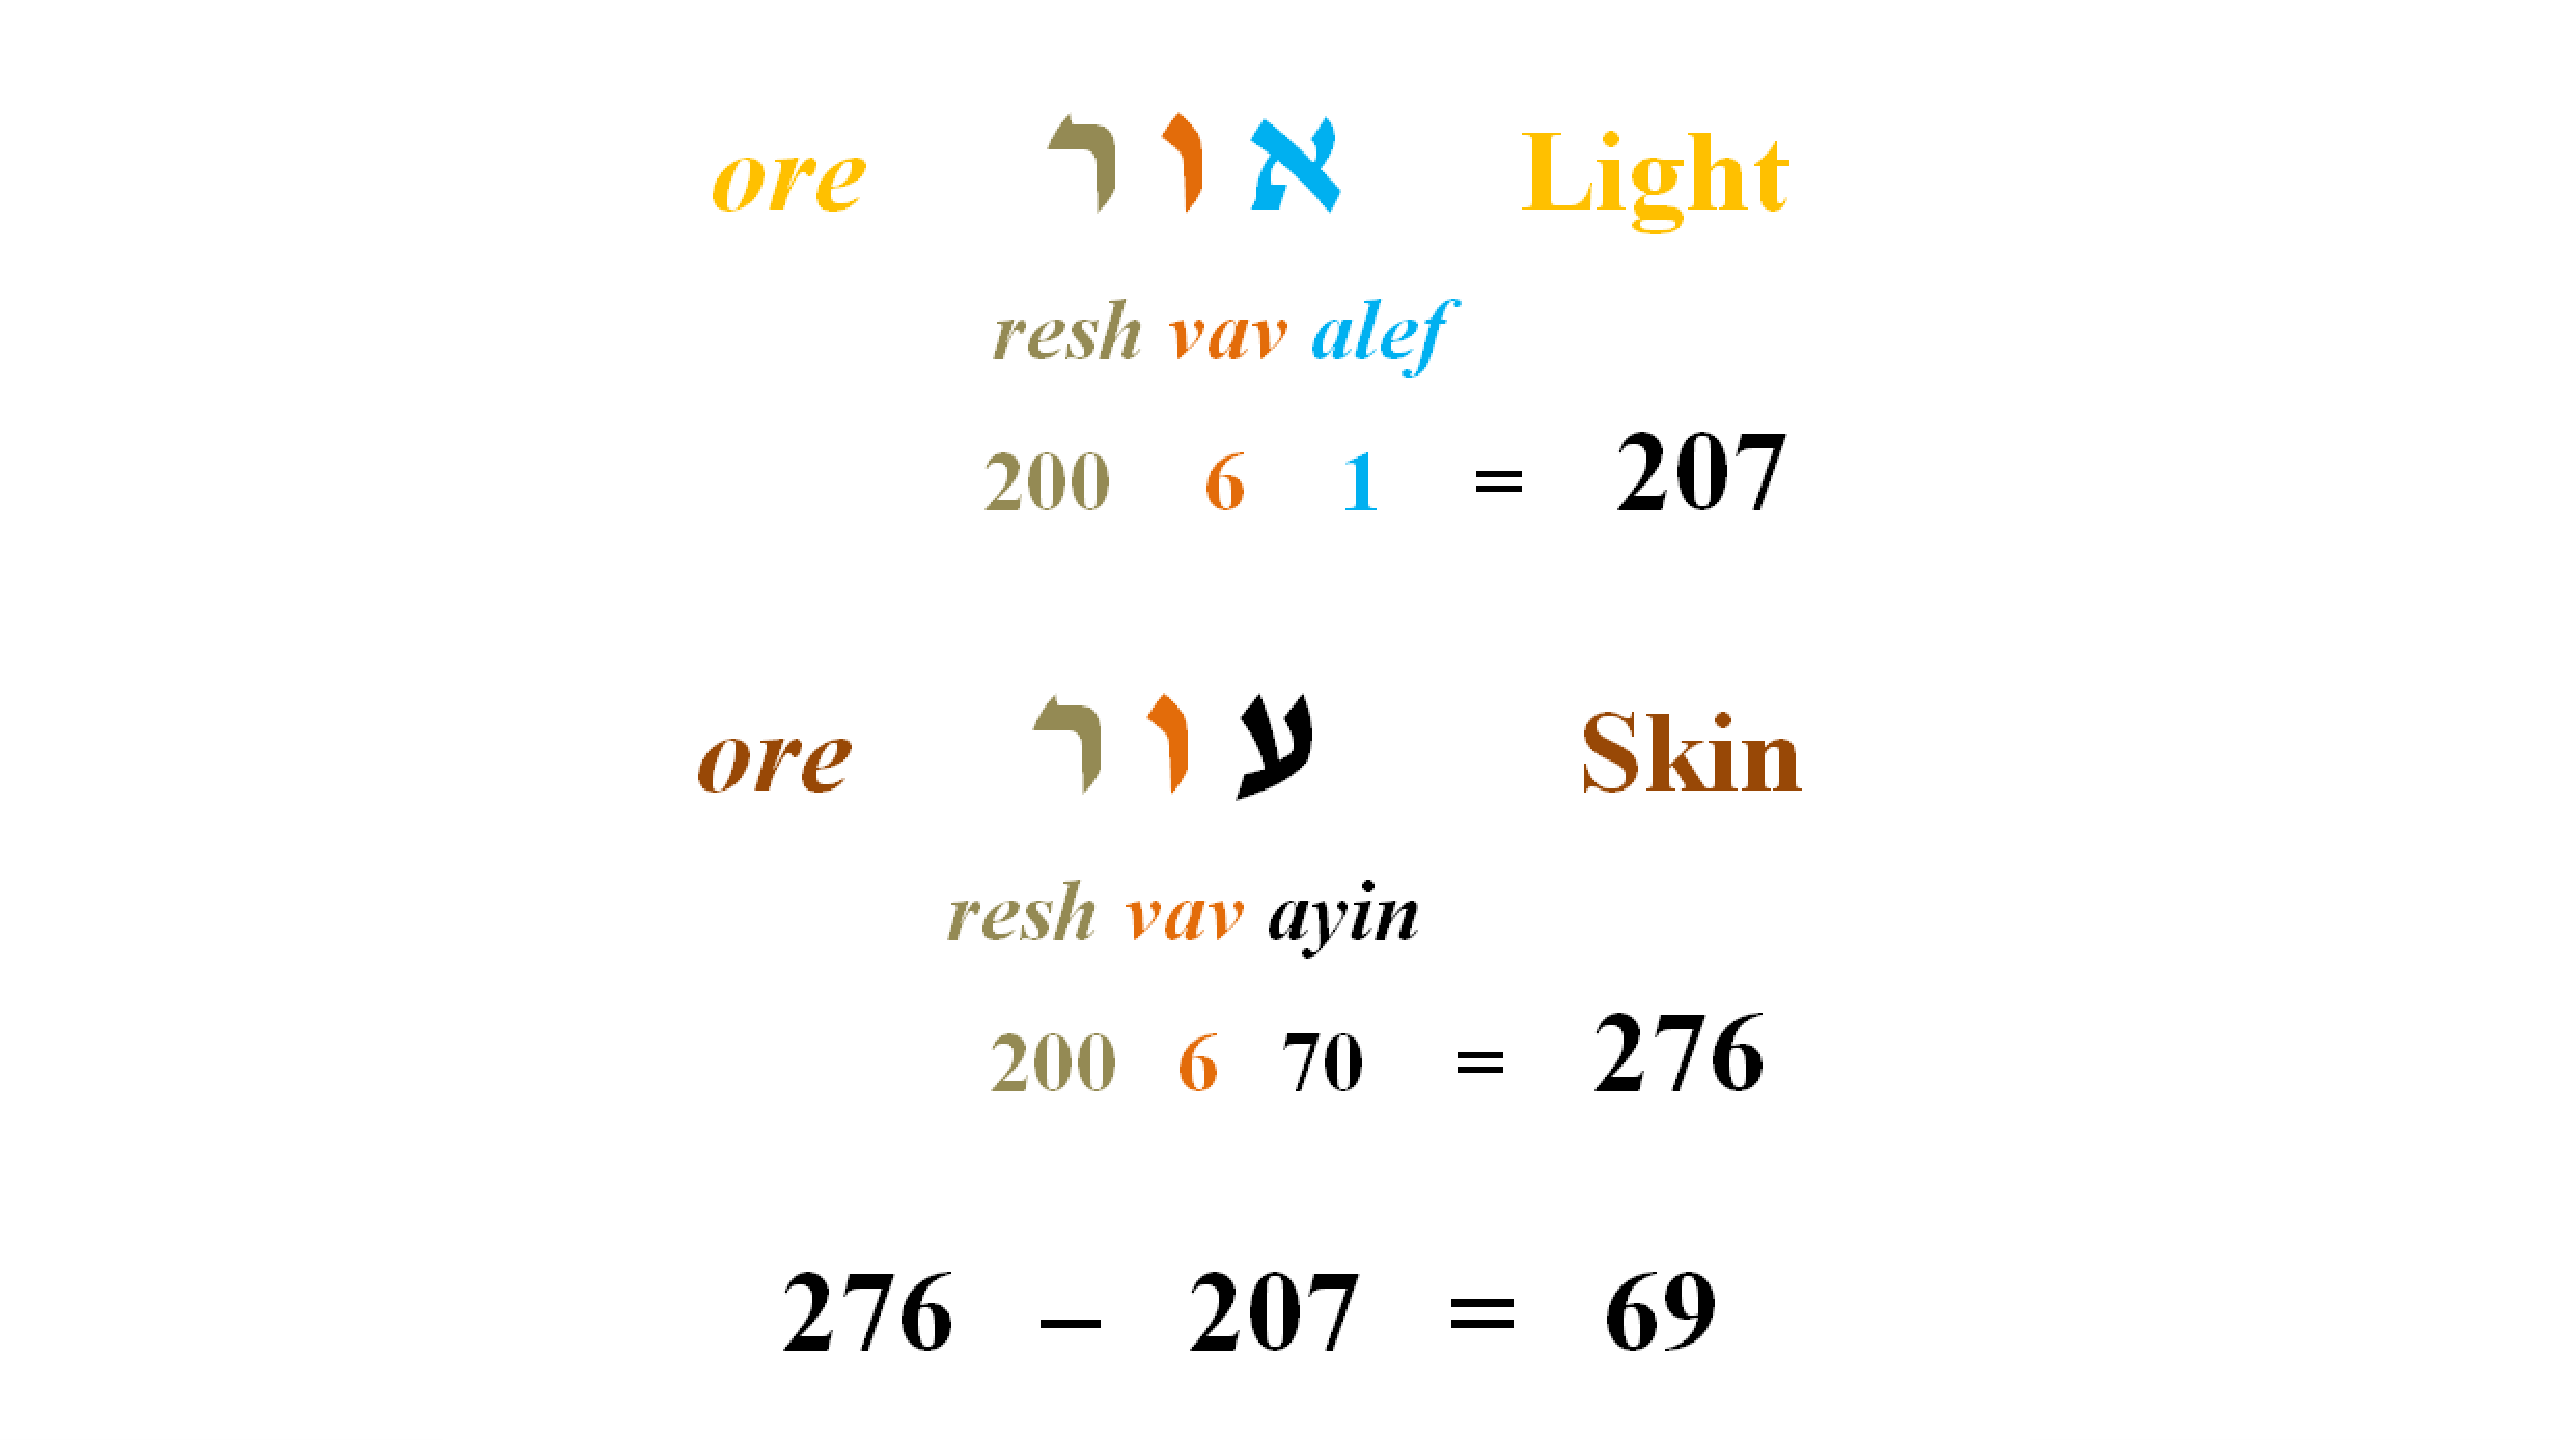 ore אור Light
resh vav alef
200 6 1 = 207
ore עור Skin
resh vav ayin
200 6 70 = 276
276 – 207 = 69